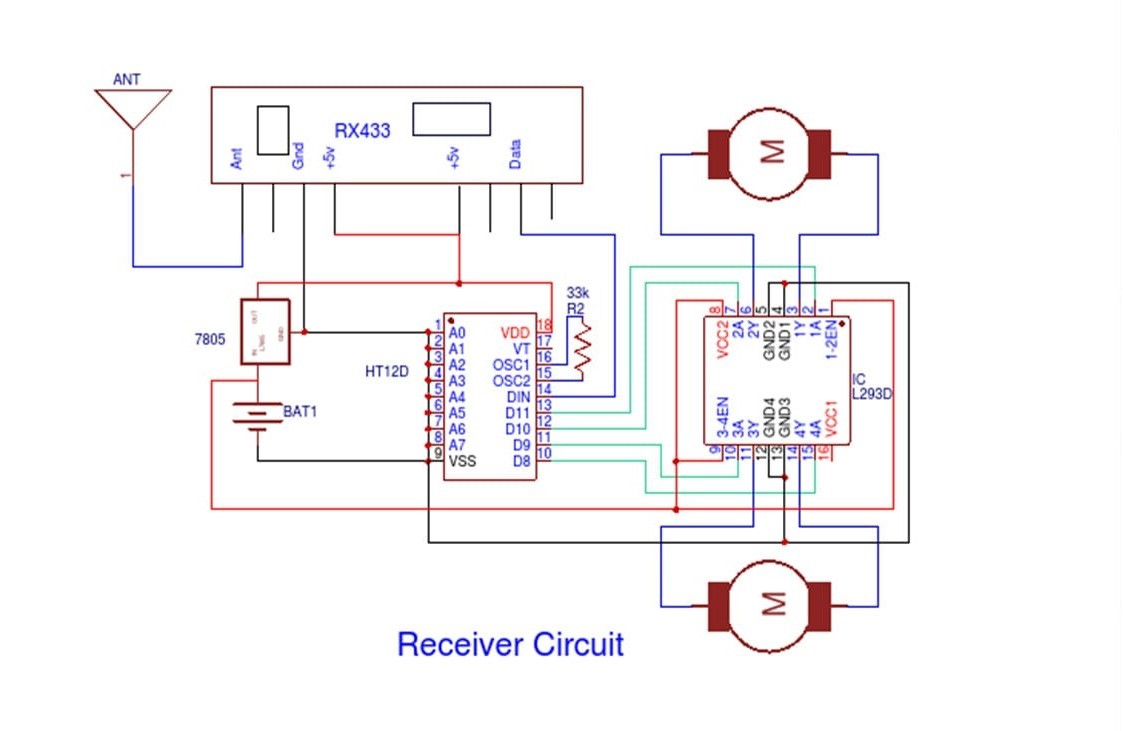 ANT
1
RX433
Ant
Gnd
+5v
+5v
Data
M
7805
OUT
GND
IN
33k
R2
HT12D
1 A0 VDD 18
2 A1 VT 17
3 A2 OSC1 16
4 A3 OSC2 15
5 A4 DIN 14
6 A5 D11 13
7 A6 D10 12
8 A7 D9 11
9 VSS D8 10
BAT1
8 7 6 5 4 3 2 1
VCC2 2A 2Y GND2 GND1 1Y 1A 1-2EN
IC
L293D
3-4EN 3A 3Y GND4 GND3 4Y 4A VCC1
9 10 11 12 13 14 15 16
M
Receiver Circuit